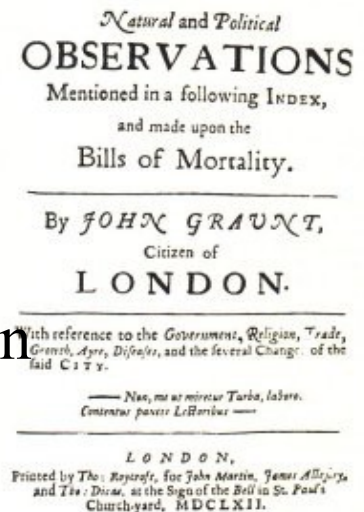 Natural and Political
OBSERVATIONS
Mentioned in a following INDEX,
and made upon the
Bills of Mortality.
By JOHN GRAUNT,
Citizen of
LONDON.
n
With reference to the Government, Religion, Trade,
Growth, Ayre, Diseases, and the several Changes of the
said CITY.
—— Non, me ut miretur Turba, laboro.
Contentus paucis Lectoribus ——
LONDON,
Printed by Tho: Roycroft, for John Martin, James Allestry,
and Tho: Dicas, at the Sign of the Bell in St. Paul's
Church-yard, MDCLXII.